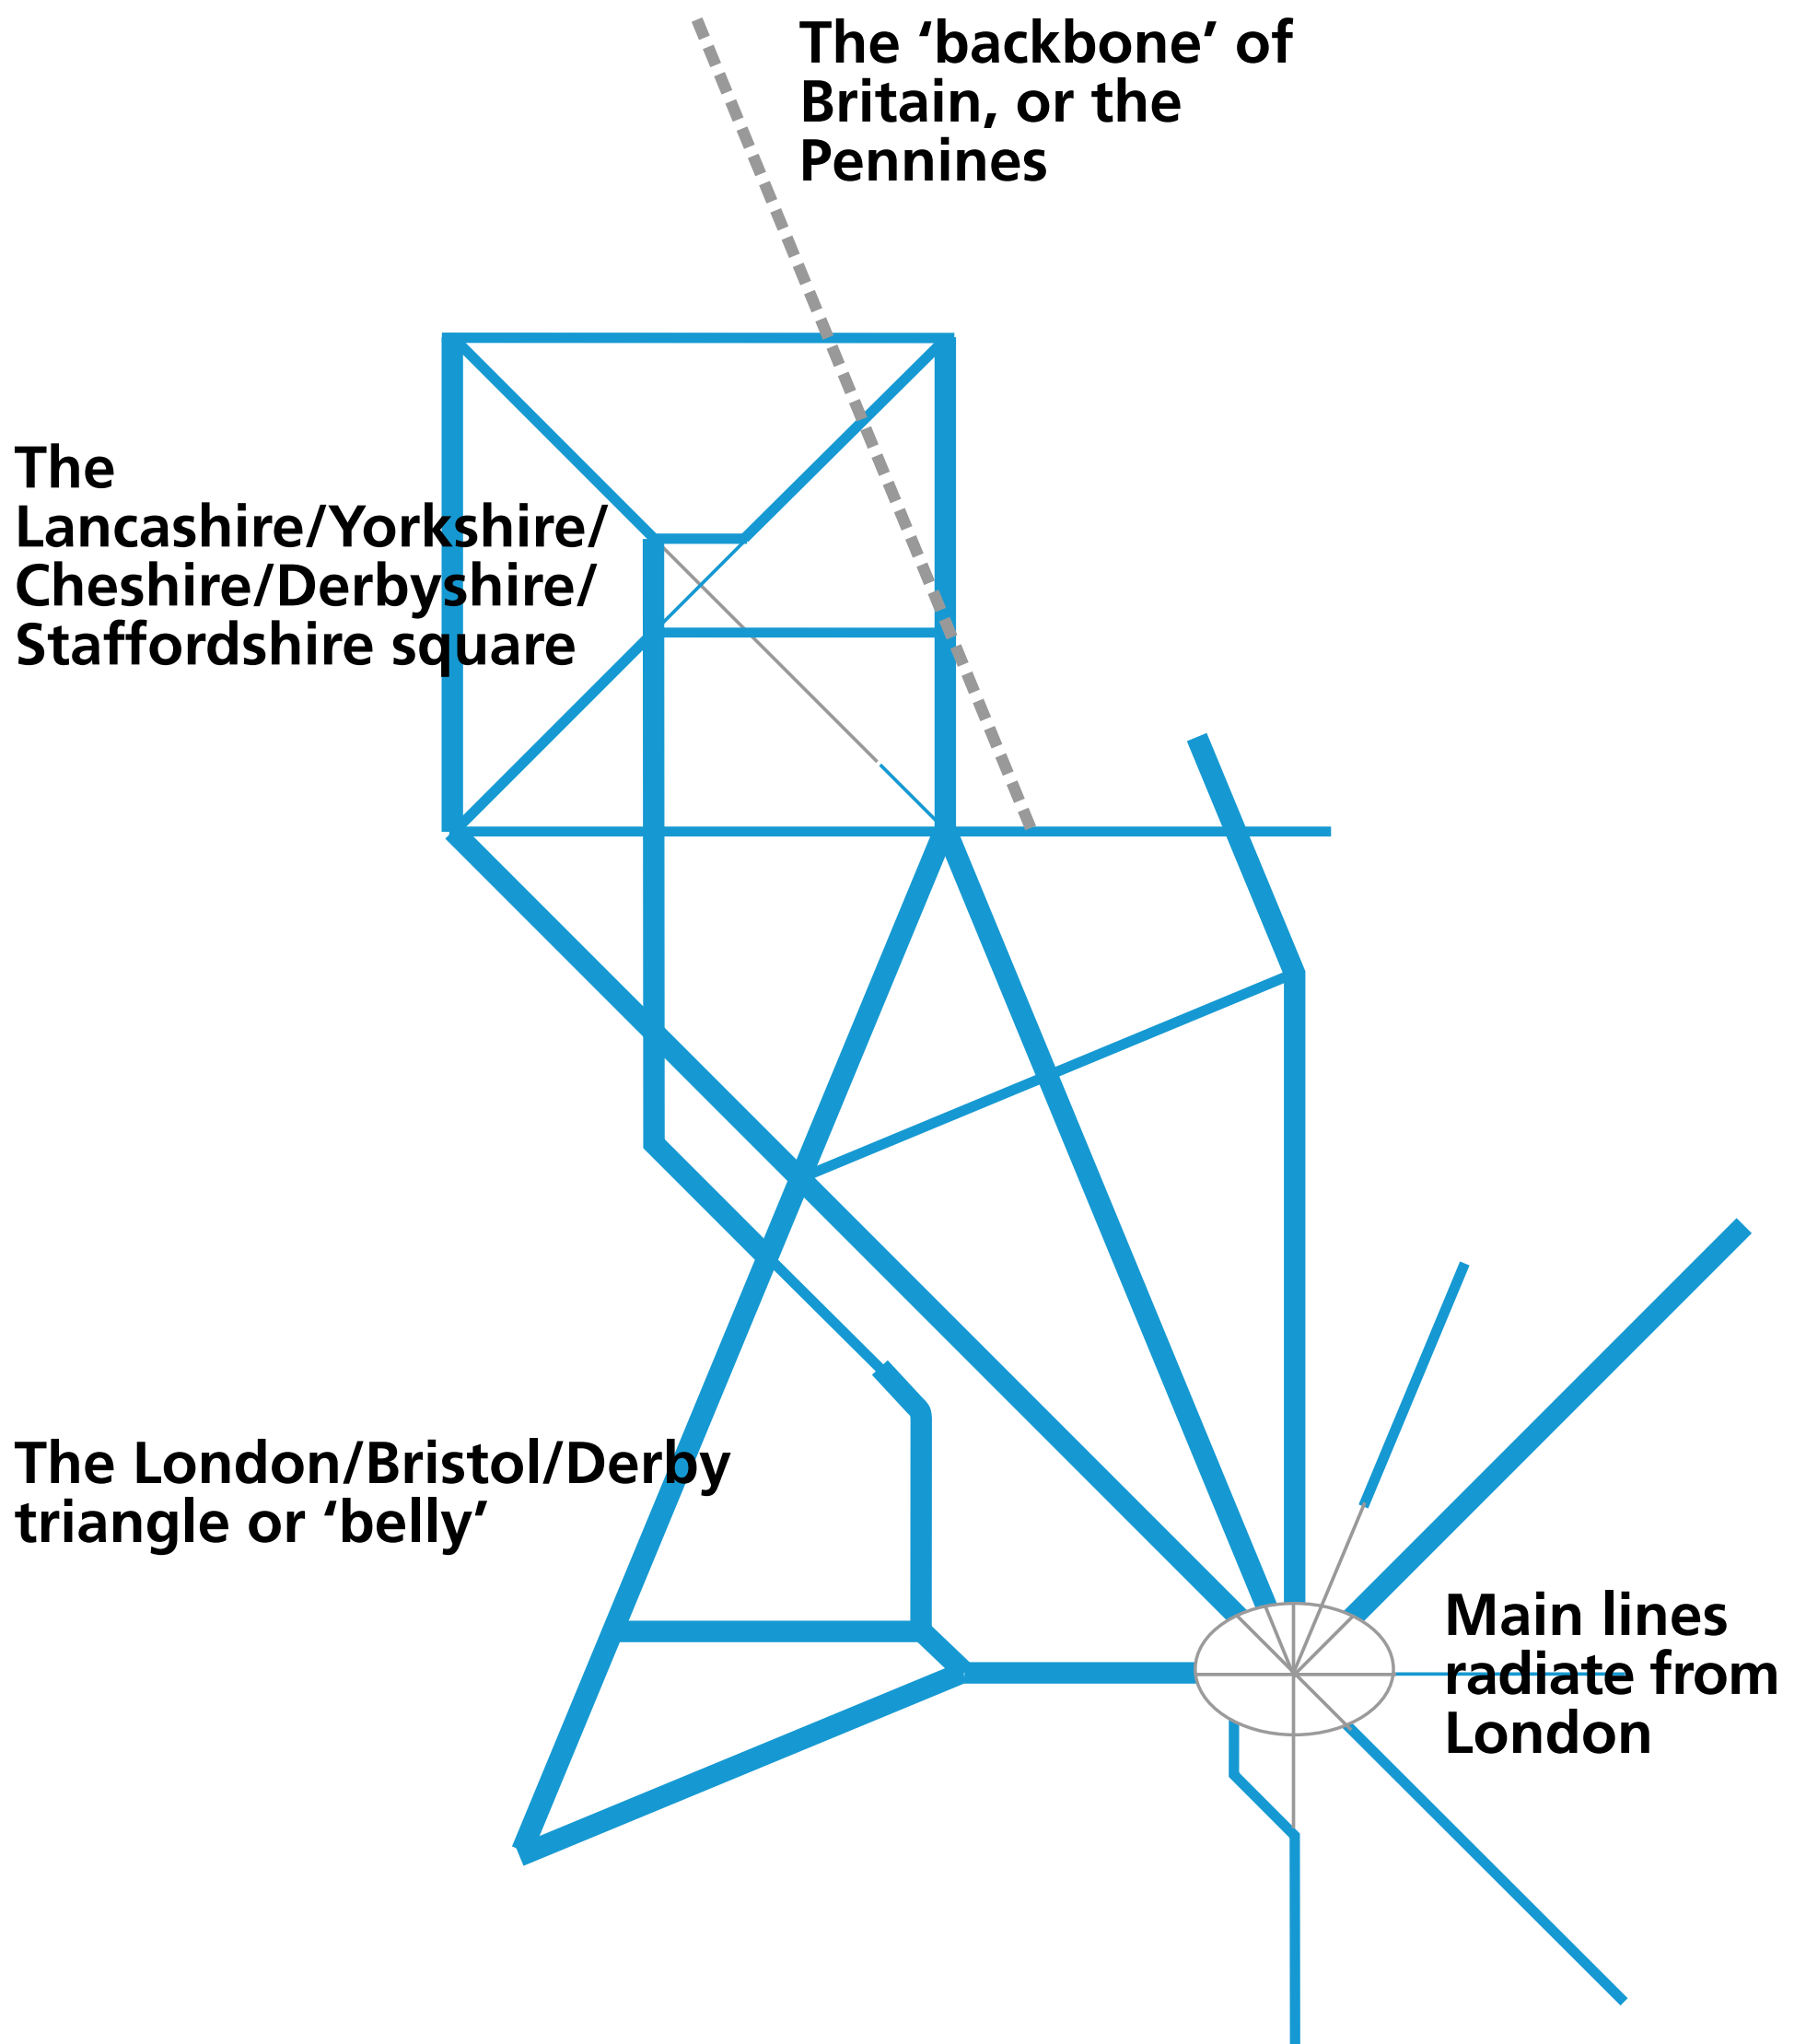 The ‘backbone’ of
Britain, or the
Pennines
The
Lancashire/Yorkshire/
Cheshire/Derbyshire/
Staffordshire square
The London/Bristol/Derby
triangle or ‘belly’
Main lines
radiate from
London